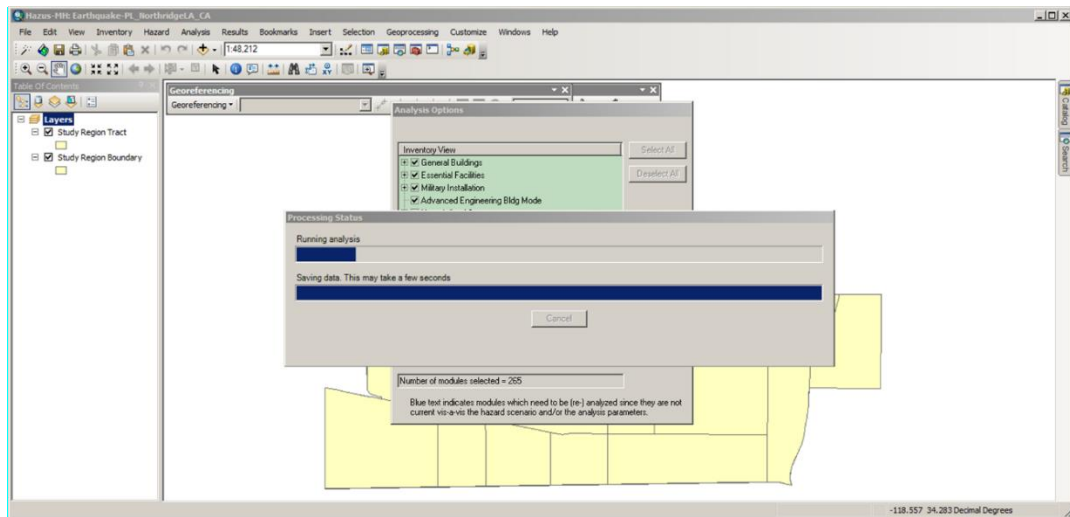 Hazus-MH: Earthquake-PL_NorthridgeLA_CA
File Edit View Inventory Hazard Analysis Results Bookmarks Insert Selection Geoprocessing Customize Windows Help
1:48,212
Table Of Contents
Layers
Study Region Tract
Study Region Boundary
Georeferencing
Georeferencing
Analysis Options
Inventory View
General Buildings
Essential Facilities
Military Installation
Advanced Engineering Bldg Mode
Select All
Deselect All
Processing Status
Running analysis
Saving data. This may take a few seconds
Cancel
Number of modules selected = 265
Blue text indicates modules which need to be (re-) analyzed since they are not
current vis-a-vis the hazard scenario and/or the analysis parameters.
Catalog
Search
-118.557 34.283 Decimal Degrees